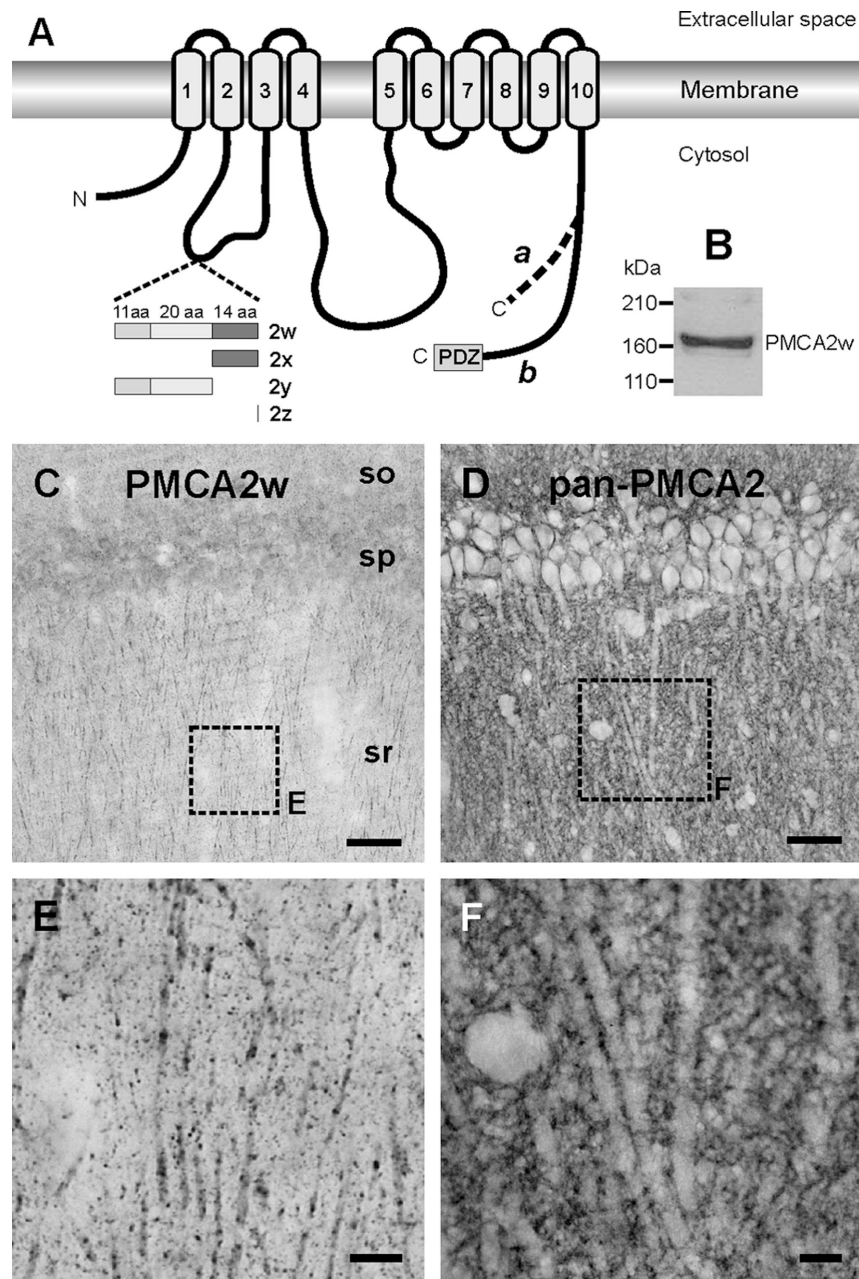 A
Extracellular space
1 2 3 4 5 6 7 8 9 10
Membrane
Cytosol
N
a
C
B
kDa
210
160
110
PMCA2w
C PDZ
b
11aa 20 aa 14 aa
2w
2x
2y
2z
C PMCA2w
so
sp
sr
E
D pan-PMCA2
F
E
F